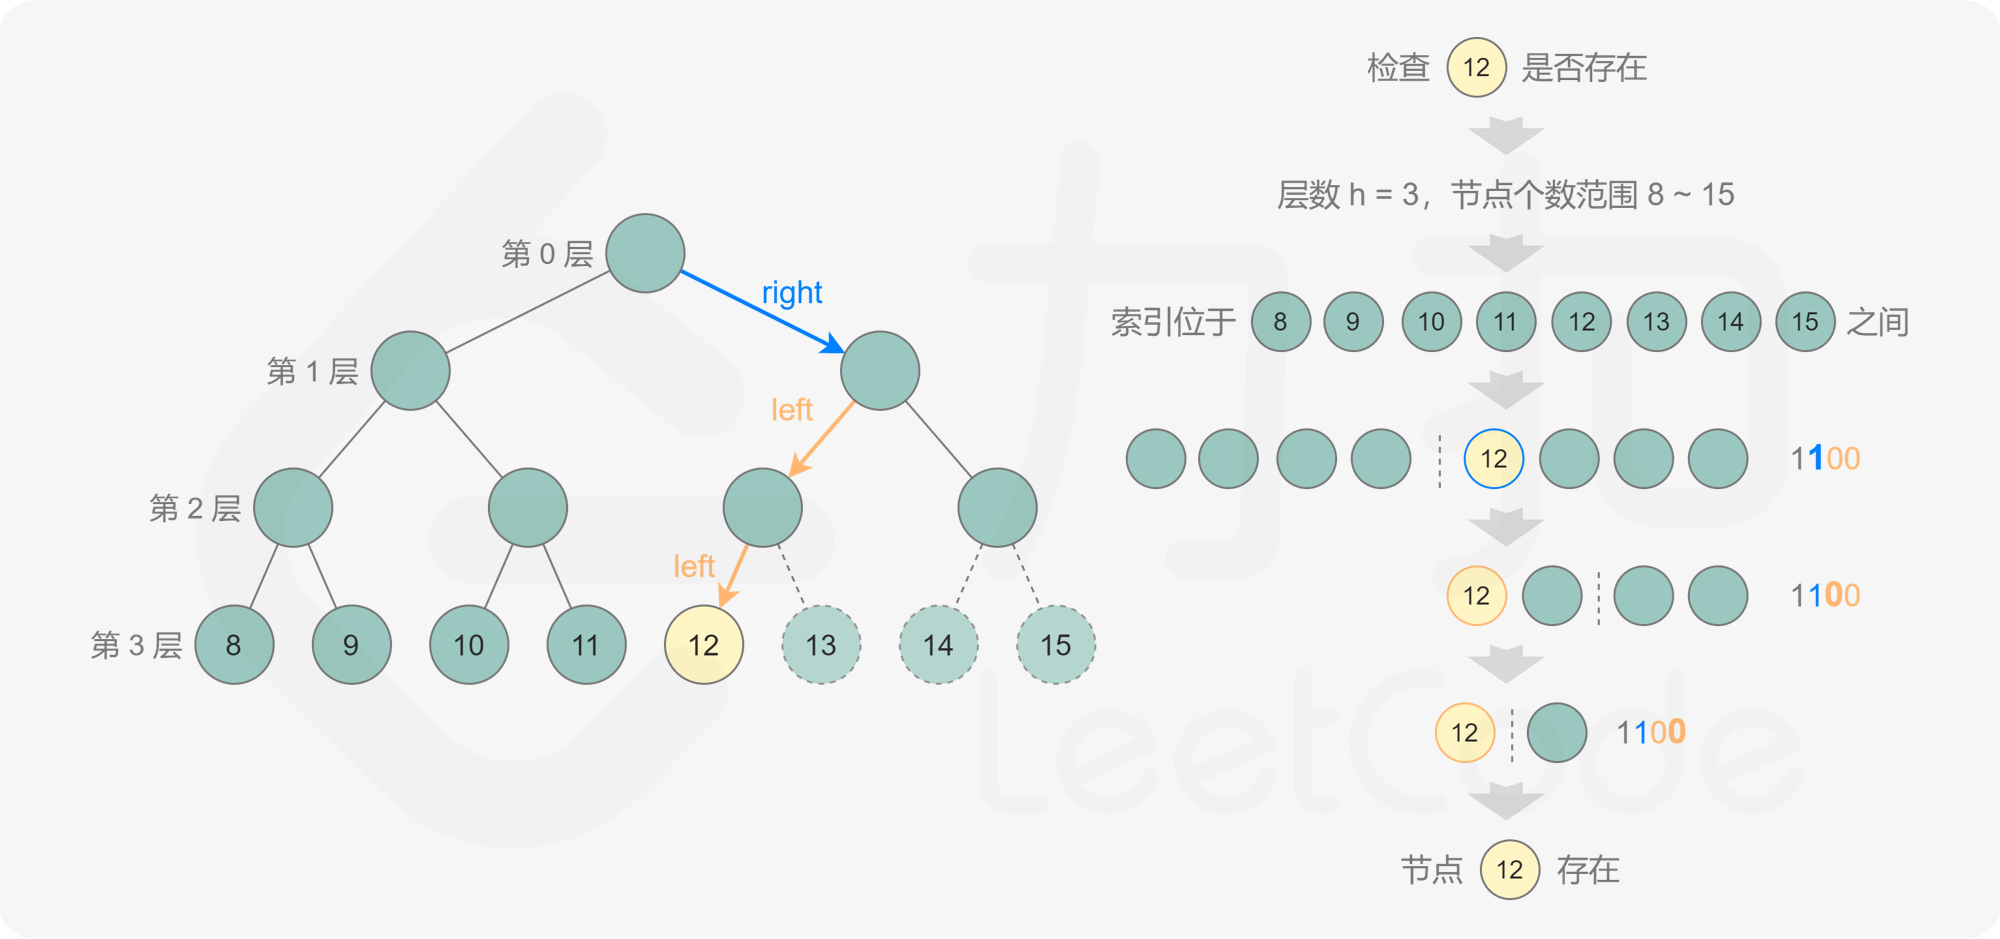 第 0 层
right
第 1 层
left
第 2 层
left
第 3 层 8 9 10 11 12 13 14 15
检查 12 是否存在
层数 h = 3，节点个数范围 8 ~ 15
索引位于 8 9 10 11 12 13 14 15 之间
12 1100
12 1100
12 1100
节点 12 存在
力扣
LeetCode